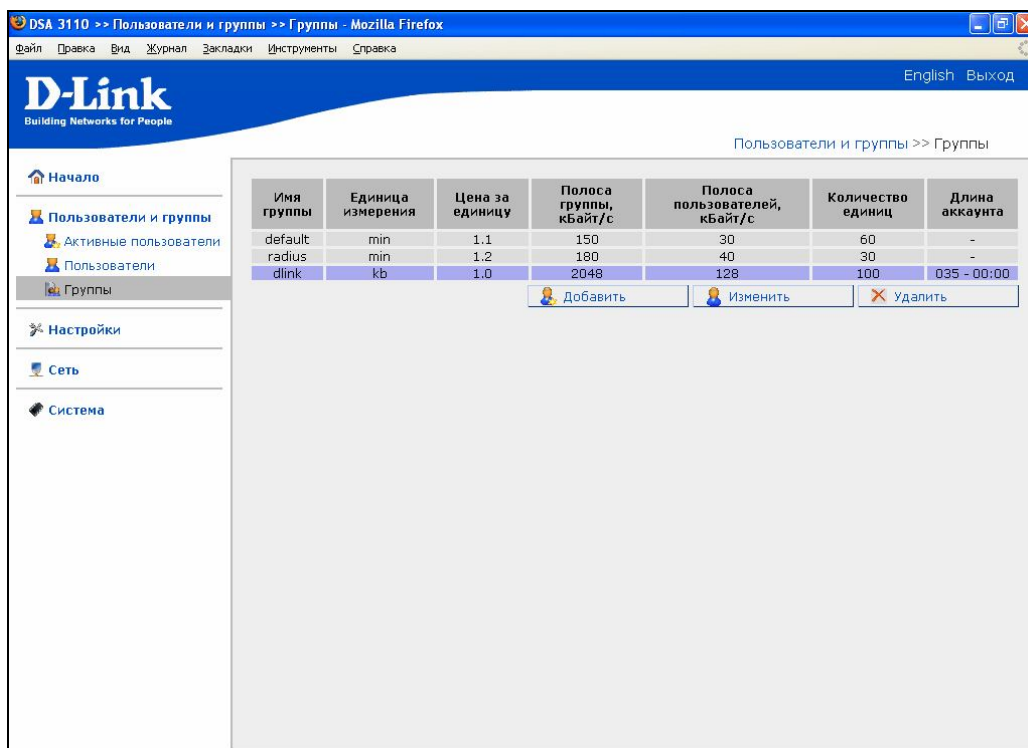 DSA 3110 >> Пользователи и группы >> Группы - Mozilla Firefox
Файл Правка Вид Журнал Закладки Инструменты Справка
English Выход
D-Link
Building Networks for People
Пользователи и группы >> Группы
Начало
Пользователи и группы
Активные пользователи
Пользователи
Группы
Настройки
Сеть
Система
Имя группы Единица измерения Цена за единицу Полоса группы, кБайт/с Полоса пользователей, кБайт/с Количество единиц Длина аккаунта
default min 1.1 150 30 60 -
radius min 1.2 180 40 30 -
dlink kb 1.0 2048 128 100 035 - 00:00
Добавить Изменить Удалить